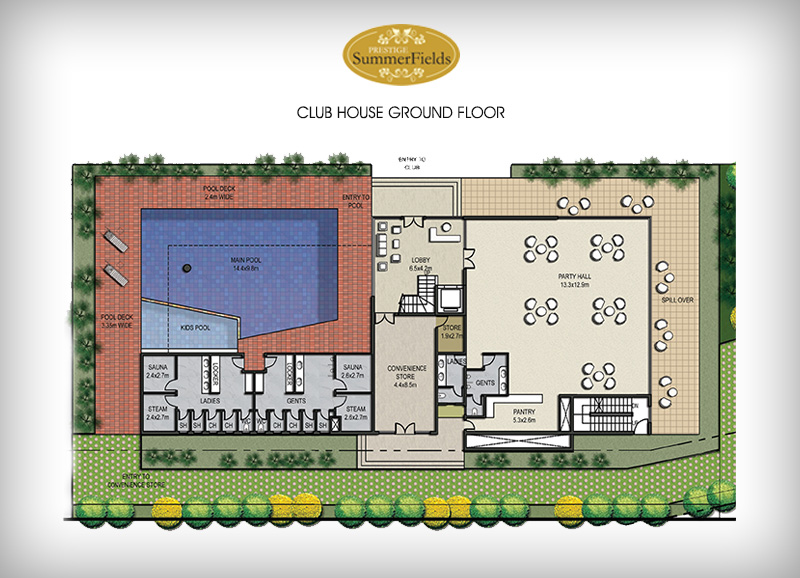 PRESTIGE
SummerFields
CLUB HOUSE GROUND FLOOR
ENTRY TO
CLUB
POOL DECK
2.4m WIDE
ENTRY TO
POOL
MAIN POOL
14.4x9.6m
LOBBY
6.5x4.2m
PARTY HALL
13.3x12.9m
SPILL OVER
POOL DECK
3.35m WIDE
KIDS POOL
STORE
1.9x2.7m
SAUNA
2.4x2.7m
LOCKER
LOCKER
SAUNA
2.6x2.7m
CONVENIENCE
STORE
4.4x8.5m
LADIES
GENTS
LADIES
GENTS
STEAM
2.4x2.7m
STEAM
2.6x2.7m
PANTRY
5.3x2.6m
DN
SH
SH
CH
CH
WC
WC
CH
CH
SH
SH
ENTRY TO
CONVENIENCE STORE